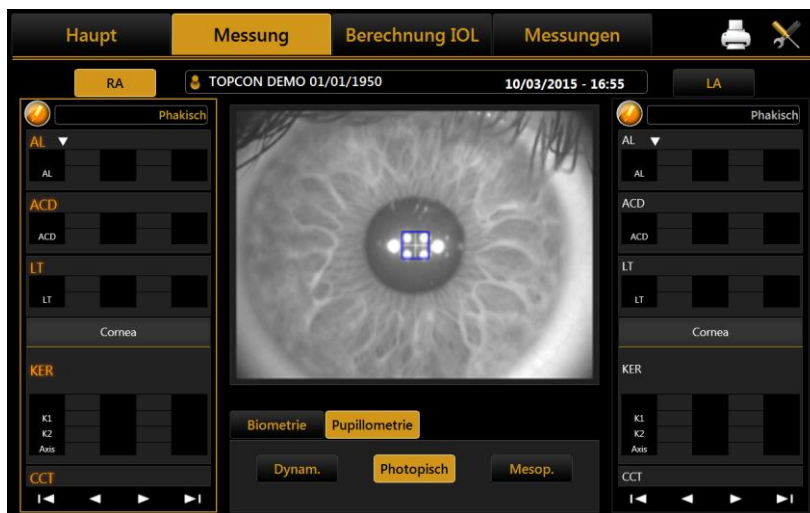 Haupt
Messung
Berechnung IOL
Messungen
RA
TOPCON DEMO 01/01/1950
10/03/2015 - 16:55
LA
Phakisch
AL
AL
ACD
ACD
LT
LT
Cornea
KER
K1
K2
Axis
CCT
Biometrie
Pupillometrie
Dynam.
Photopisch
Mesop.
Phakisch
AL
AL
ACD
ACD
LT
LT
Cornea
KER
K1
K2
Axis
CCT